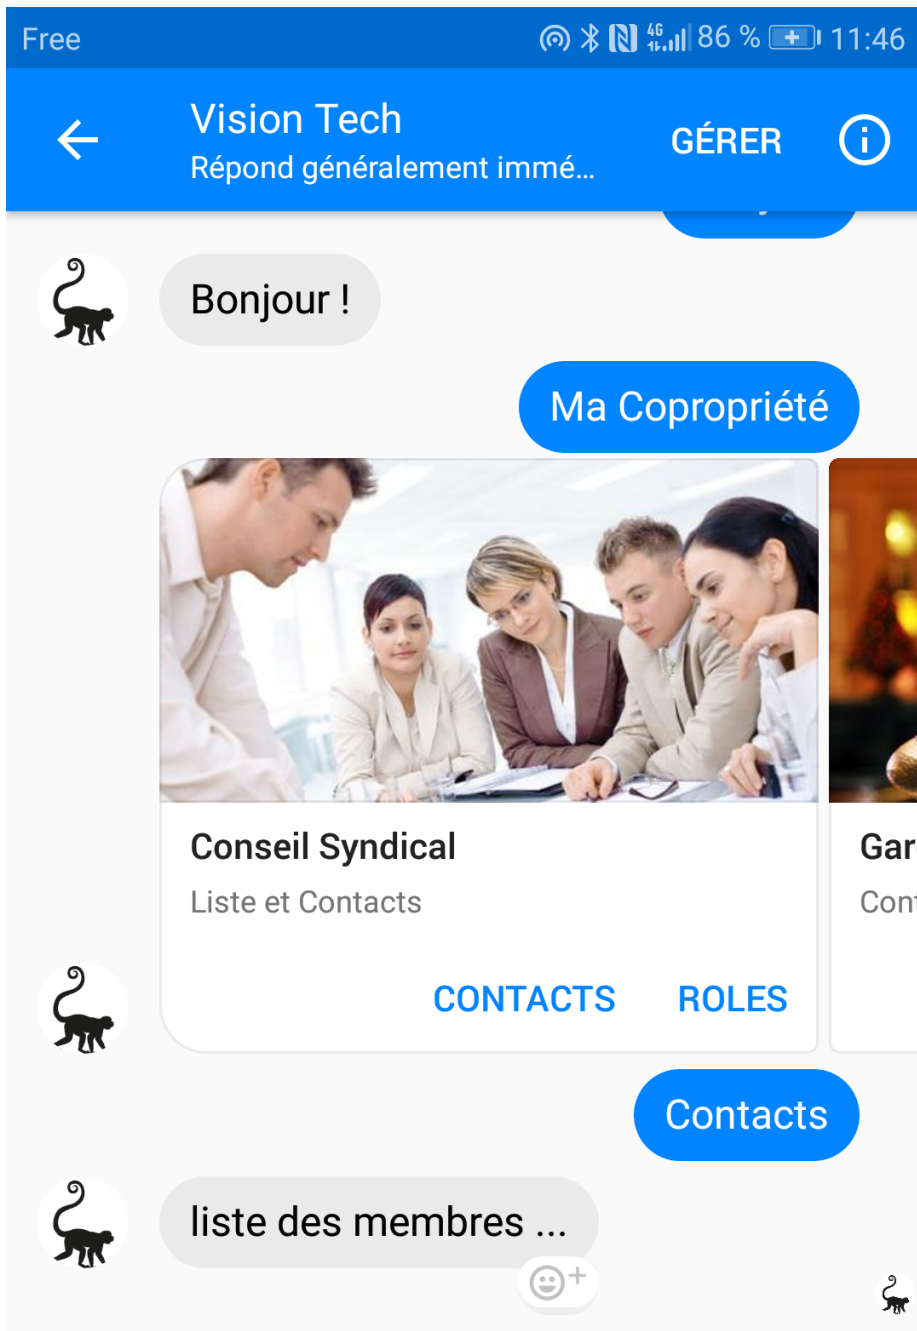 Free
86 %
11:46
Vision Tech
GÉRER
Répond généralement immé...
Bonjour !
Ma Copropriété
Conseil Syndical
Liste et Contacts
CONTACTS
ROLES
Contacts
liste des membres ...